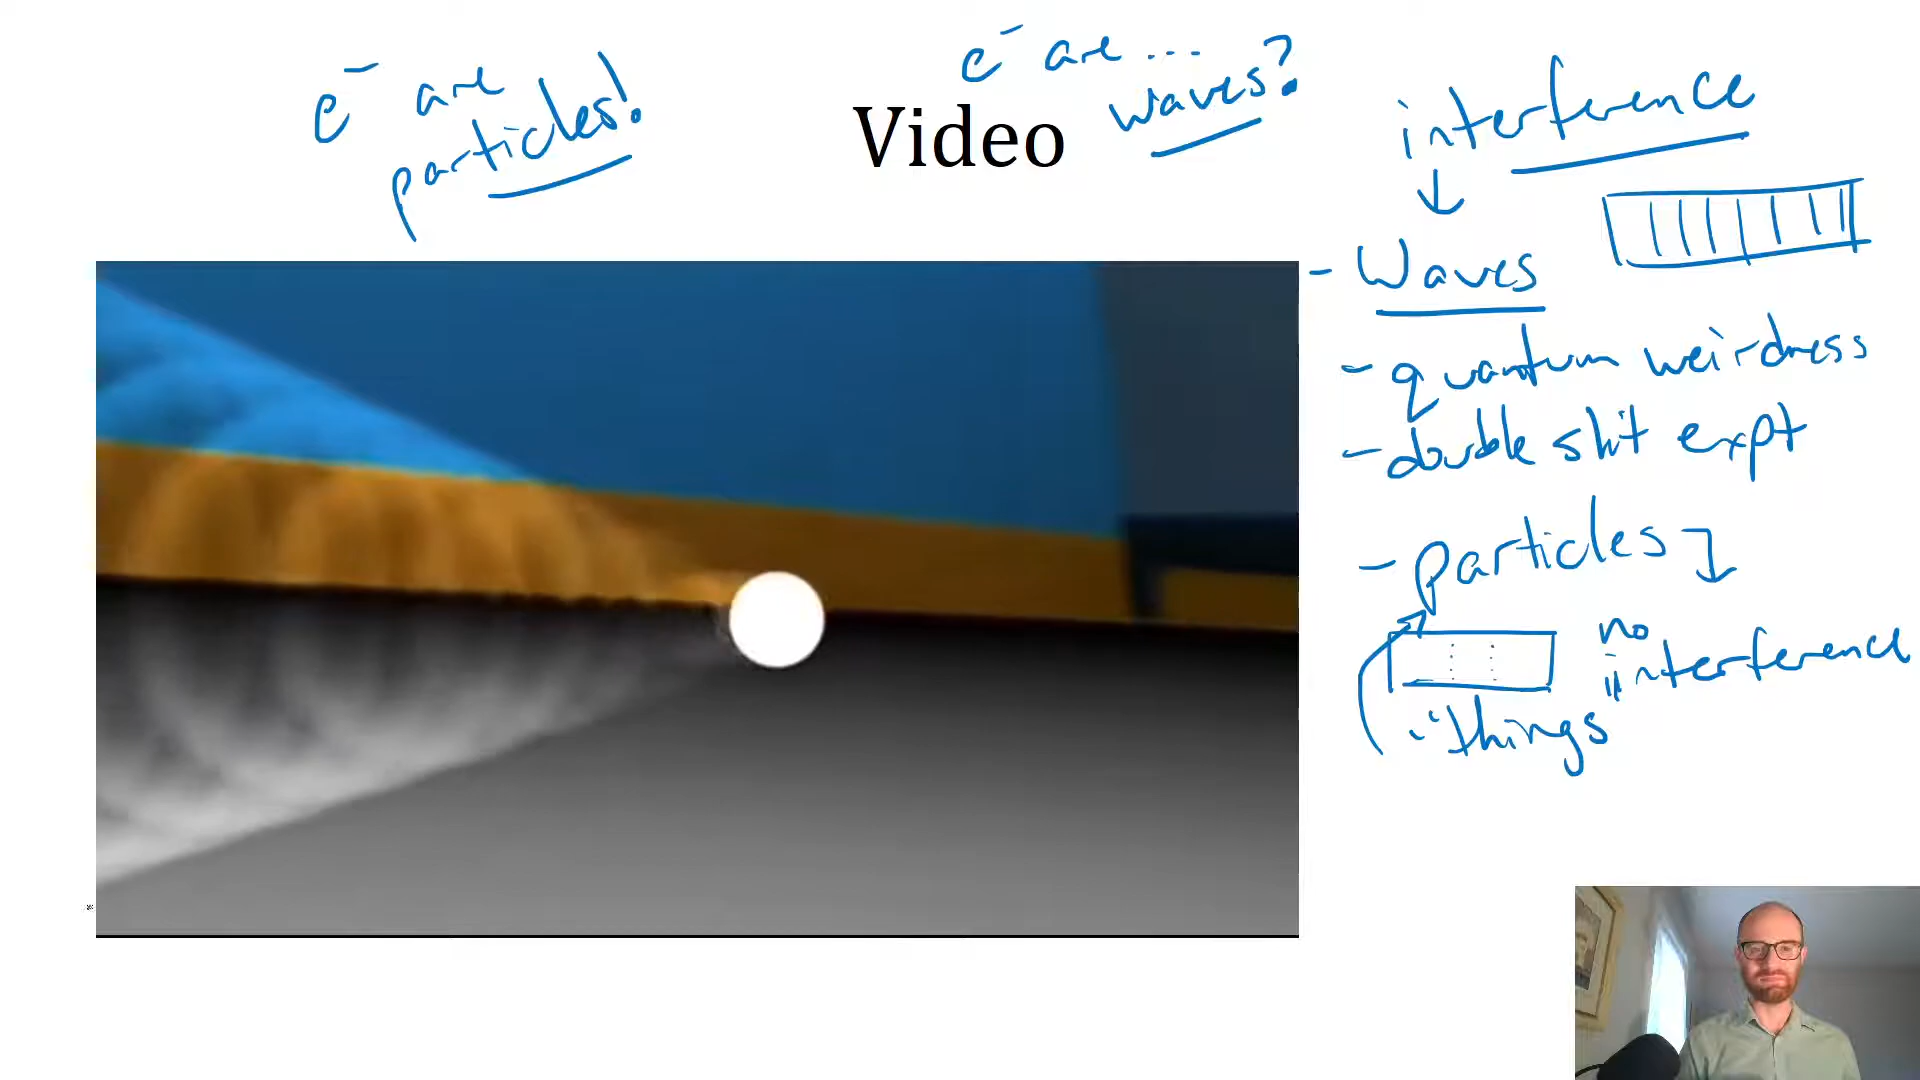 e⁻ are
particles!
e⁻ are ...
waves?
Video
interference
↓
- Waves
- quantum weirdness
- double slit expt
- particles
no
interference
"things"